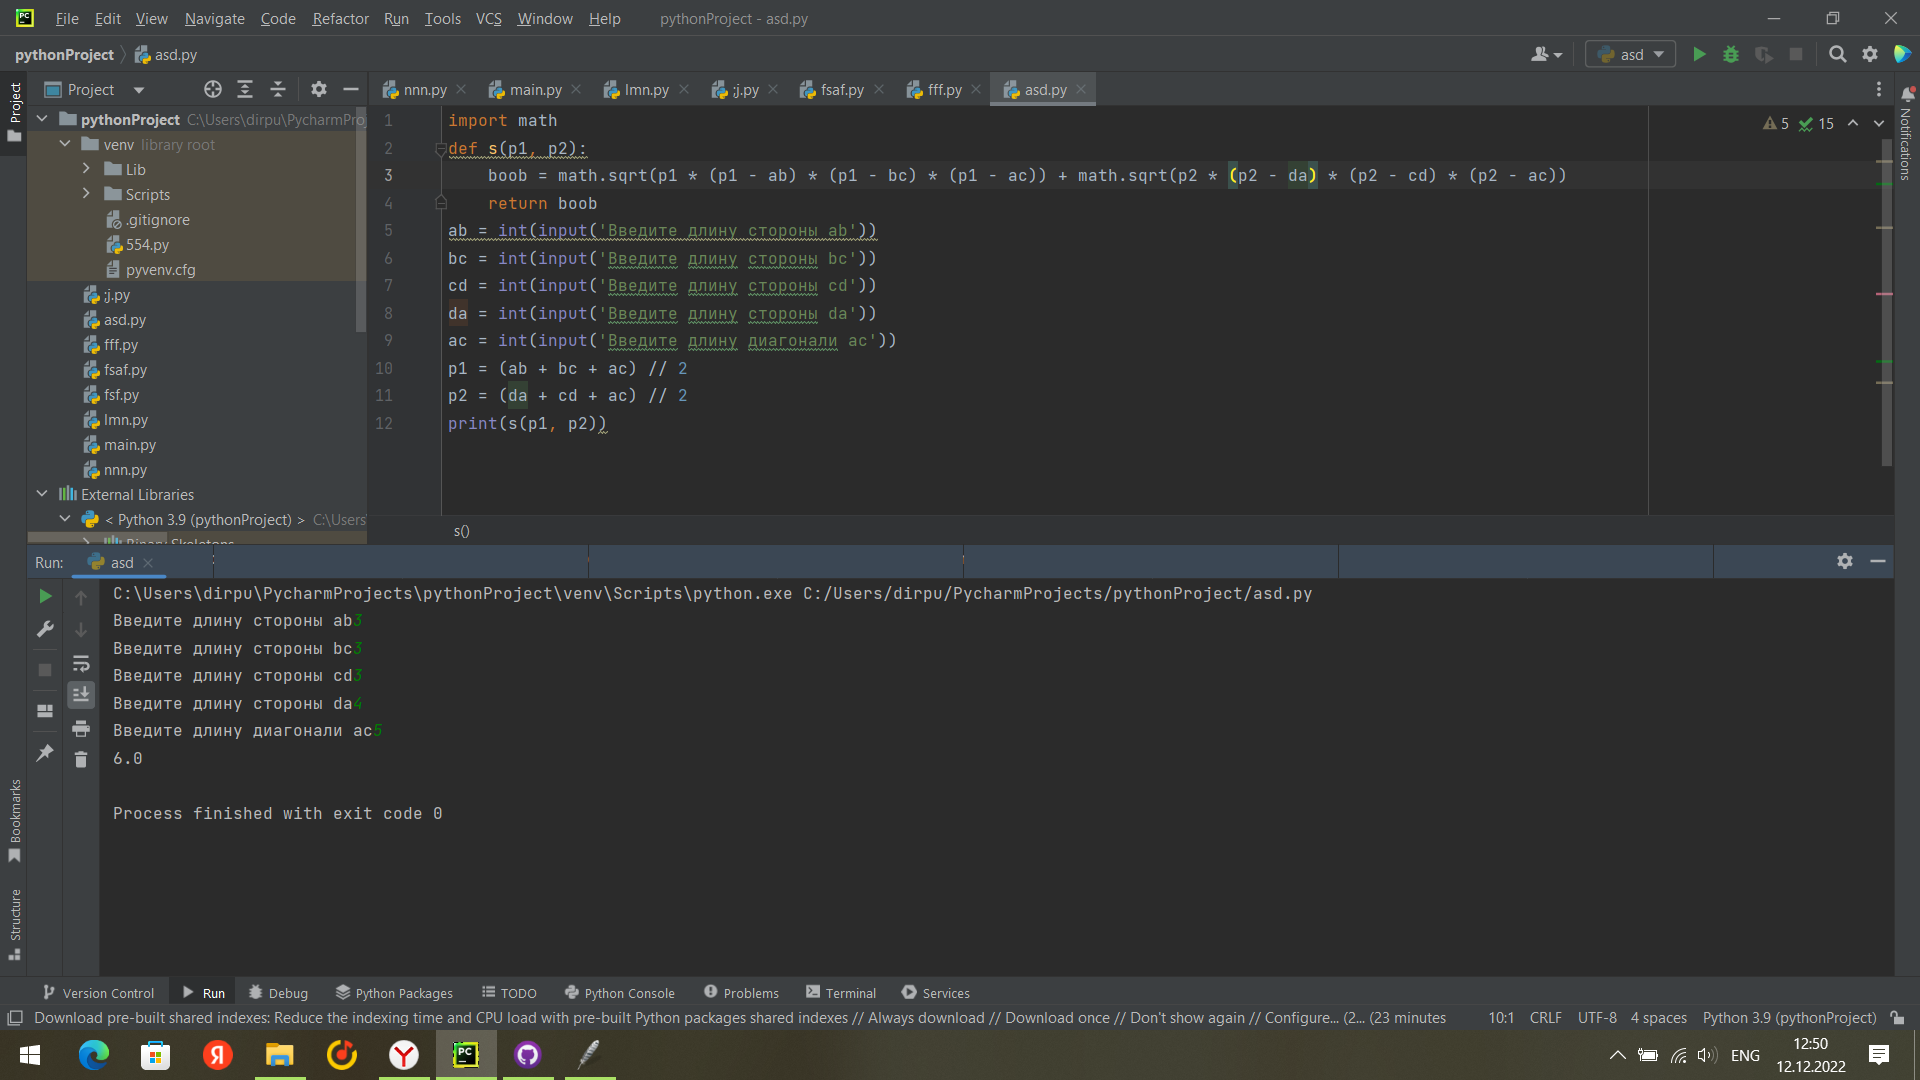 File Edit View Navigate Code Refactor Run Tools VCS Window Help pythonProject - asd.py
pythonProject asd.py
asd
Project
nnn.py main.py lmn.py ;j.py fsaf.py fff.py asd.py
Project
Notifications
pythonProject C:\Users\dirpu\PycharmPro
venv library root
Lib
Scripts
.gitignore
554.py
pyvenv.cfg
;j.py
asd.py
fff.py
fsaf.py
fsf.py
lmn.py
main.py
nnn.py
External Libraries
< Python 3.9 (pythonProject) > C:\Users
Binary Skeletons
5 15
1 import math
2 def s(p1, p2):
3 boob = math.sqrt(p1 * (p1 - ab) * (p1 - bc) * (p1 - ac)) + math.sqrt(p2 * (p2 - da) * (p2 - cd) * (p2 - ac))
4 return boob
5 ab = int(input('Введите длину стороны ab'))
6 bc = int(input('Введите длину стороны bc'))
7 cd = int(input('Введите длину стороны cd'))
8 da = int(input('Введите длину стороны da'))
9 ac = int(input('Введите длину диагонали ac'))
10 p1 = (ab + bc + ac) // 2
11 p2 = (da + cd + ac) // 2
12 print(s(p1, p2))
s()
Run: asd
C:\Users\dirpu\PycharmProjects\pythonProject\venv\Scripts\python.exe C:/Users/dirpu/PycharmProjects/pythonProject/asd.py
Введите длину стороны ab3
Введите длину стороны bc3
Введите длину стороны cd3
Введите длину стороны da4
Введите длину диагонали ac5
6.0
Process finished with exit code 0
Bookmarks
Structure
Version Control Run Debug Python Packages TODO Python Console Problems Terminal Services
Download pre-built shared indexes: Reduce the indexing time and CPU load with pre-built Python packages shared indexes // Always download // Download once // Don't show again // Configure... (2... (23 minutes 10:1 CRLF UTF-8 4 spaces Python 3.9 (pythonProject)
ENG
12:50
12.12.2022